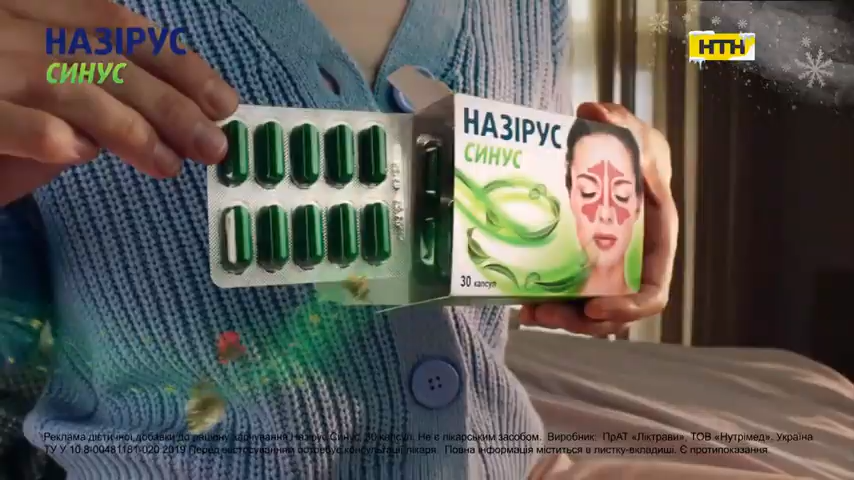 НАЗІРУС
СИНУС
НТН
НАЗІРУС
СИНУС
30 капсул
Реклама дієтичної добавки до раціону харчування Назірус Синус, 30 капсул. Не є лікарським засобом. Виробник: ПрАТ «Ліктрави», ТОВ «Нутрімед», Україна
ТУ У 10.8-00481181-020:2019 Перед застосуванням потребує консультації лікаря. Повна інформація міститься в листку-вкладиші. Є протипоказання.